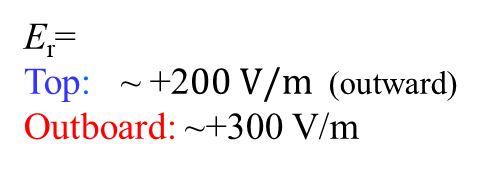 Er=
Top: ~ +200 V/m (outward)
Outboard: ~+300 V/m